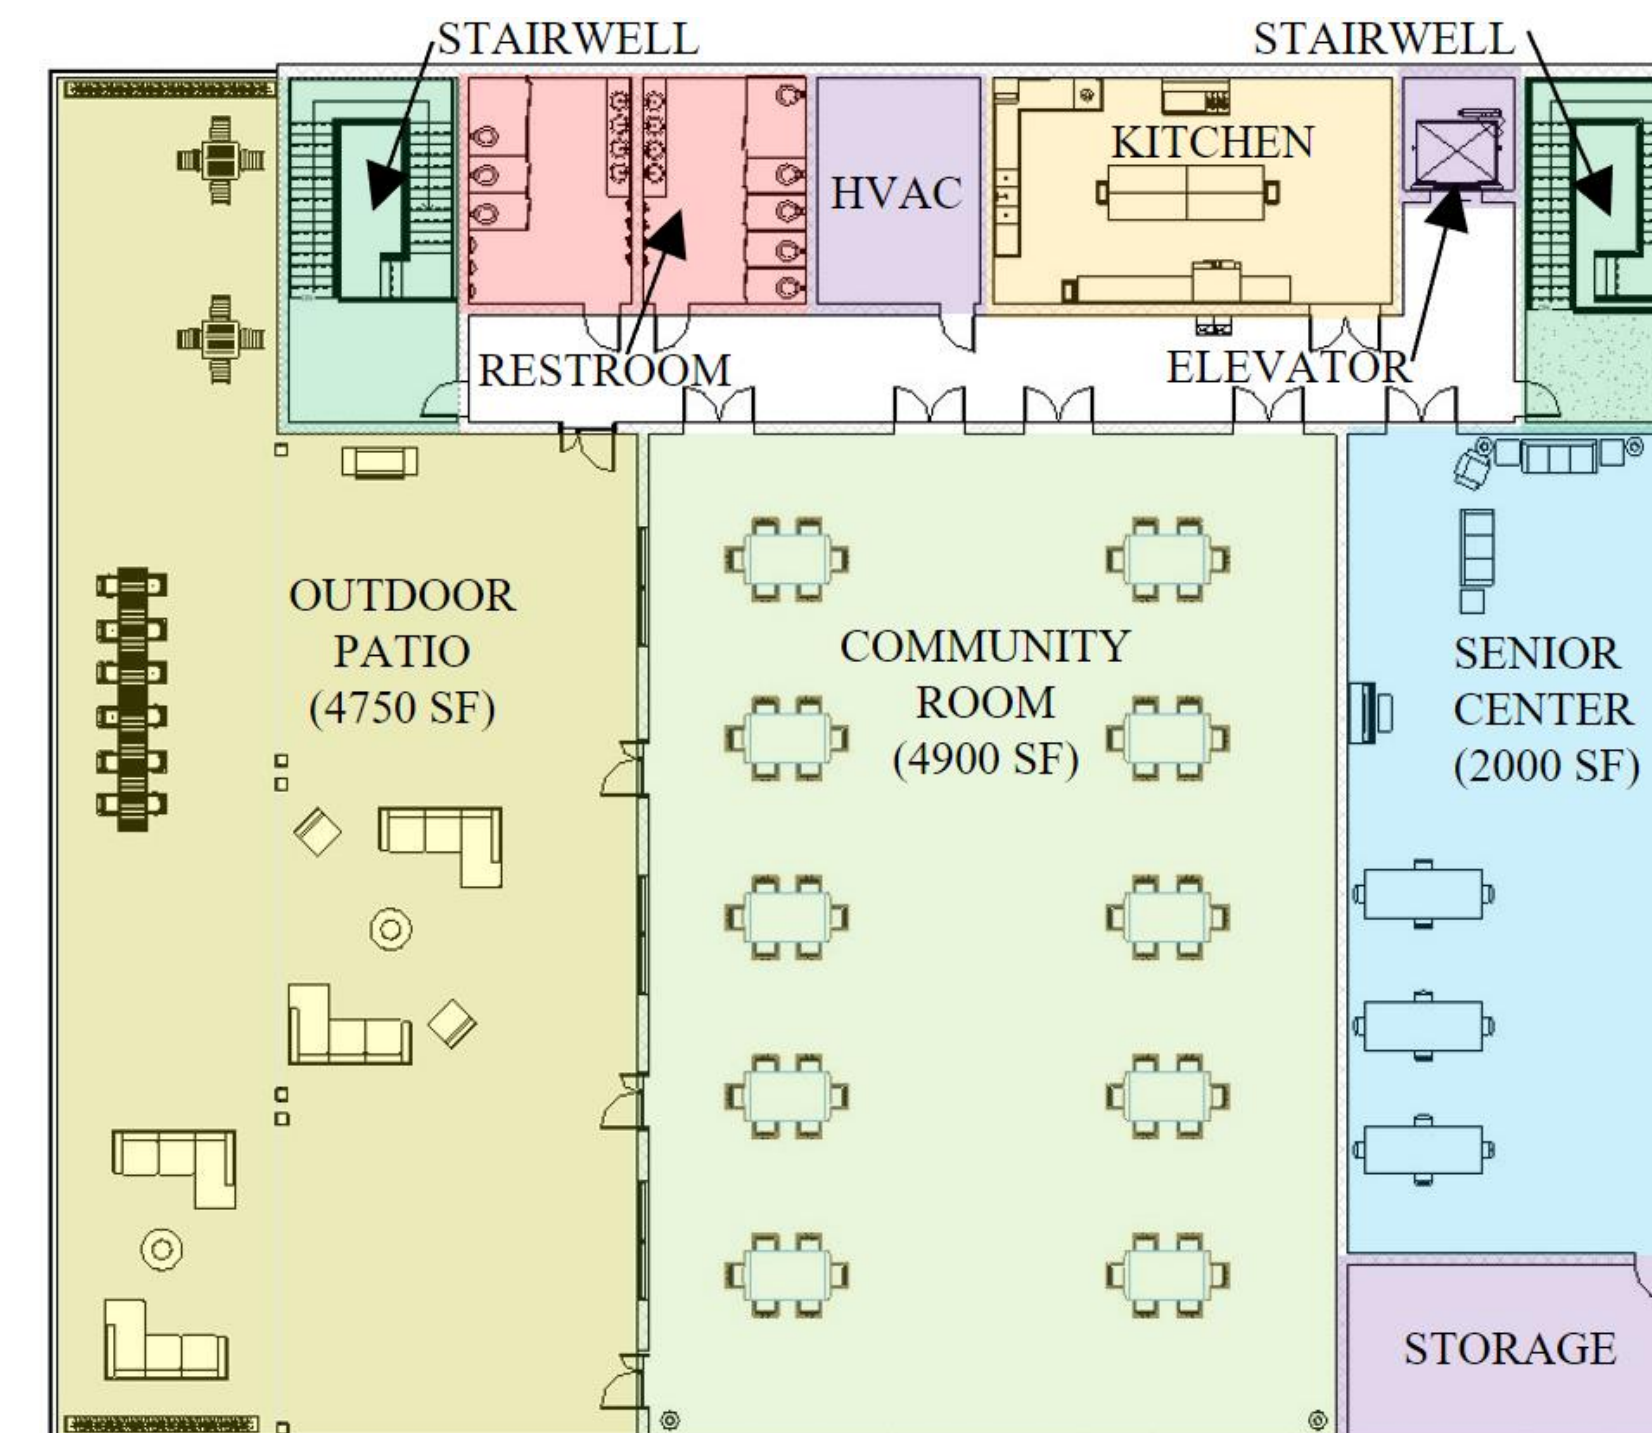 STAIRWELL
STAIRWELL
KITCHEN
HVAC
RESTROOM
ELEVATOR
OUTDOOR
PATIO
(4750 SF)
COMMUNITY
ROOM
(4900 SF)
SENIOR
CENTER
(2000 SF)
STORAGE